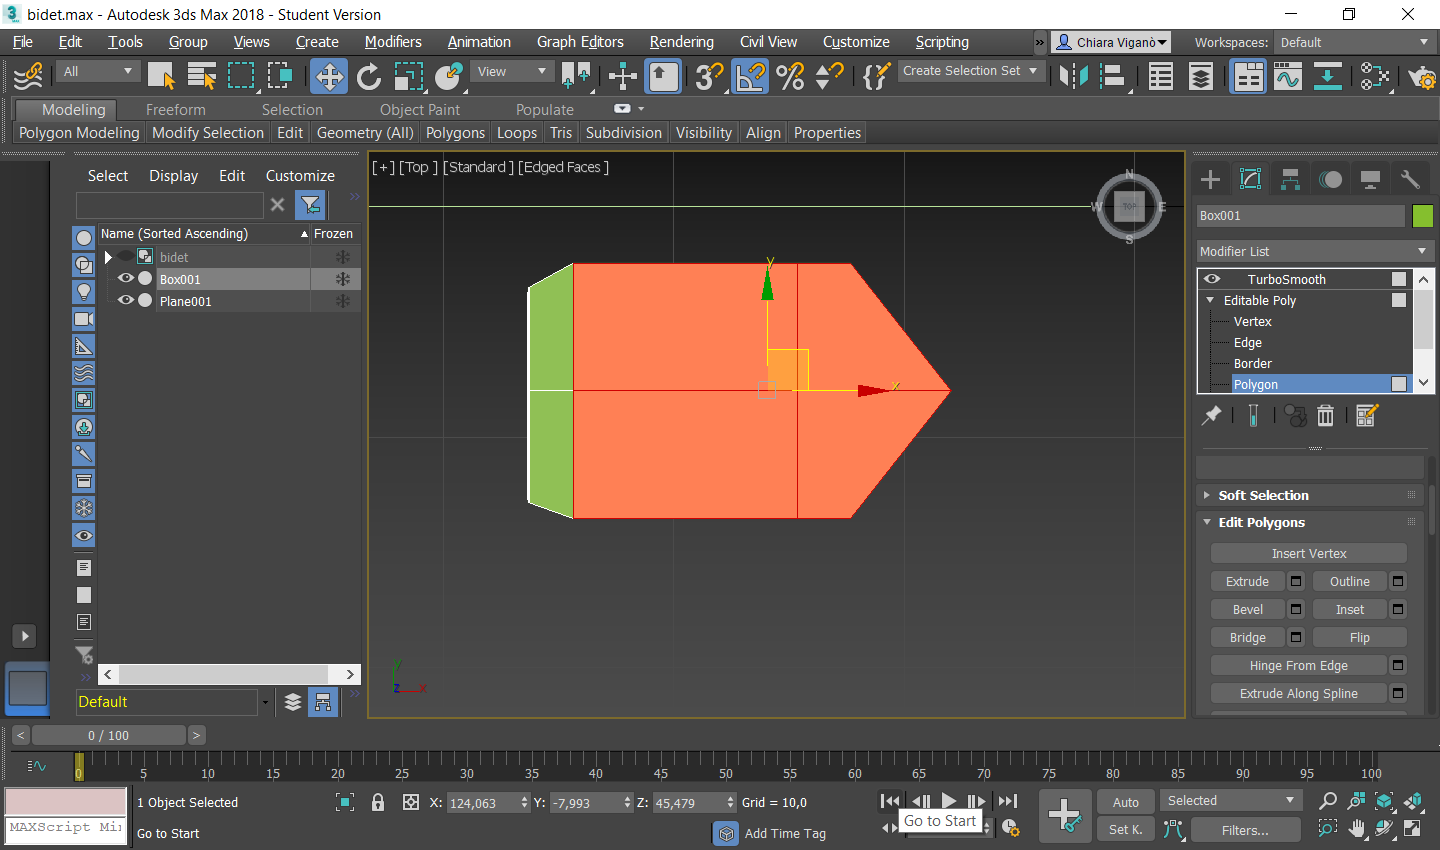 bidet.max - Autodesk 3ds Max 2018 - Student Version
File Edit Tools Group Views Create Modifiers Animation Graph Editors Rendering Civil View Customize Scripting » Chiara Viganò Workspaces: Default
All View 3 Create Selection Set
Modeling Freeform Selection Object Paint Populate
Polygon Modeling Modify Selection Edit Geometry (All) Polygons Loops Tris Subdivision Visibility Align Properties
Select Display Edit Customize
Name (Sorted Ascending) Frozen
bidet
Box001
Plane001
Default
[+] [Top ] [Standard ] [Edged Faces ]
N
W TOP E
S
y
x
y
z x
Box001
Modifier List
TurboSmooth
Editable Poly
Vertex
Edge
Border
Polygon
Soft Selection
Edit Polygons
Insert Vertex
Extrude Outline
Bevel Inset
Bridge Flip
Hinge From Edge
Extrude Along Spline
< 0 / 100 >
0 5 10 15 20 25 30 35 40 45 50 55 60 65 70 75 80 85 90 95 100
1 Object Selected X: 124,063 Y: -7,993 Z: 45,479 Grid = 10,0 Auto Selected
MAXScript Mi
Go to Start Add Time Tag Go to Start Set K. Filters...